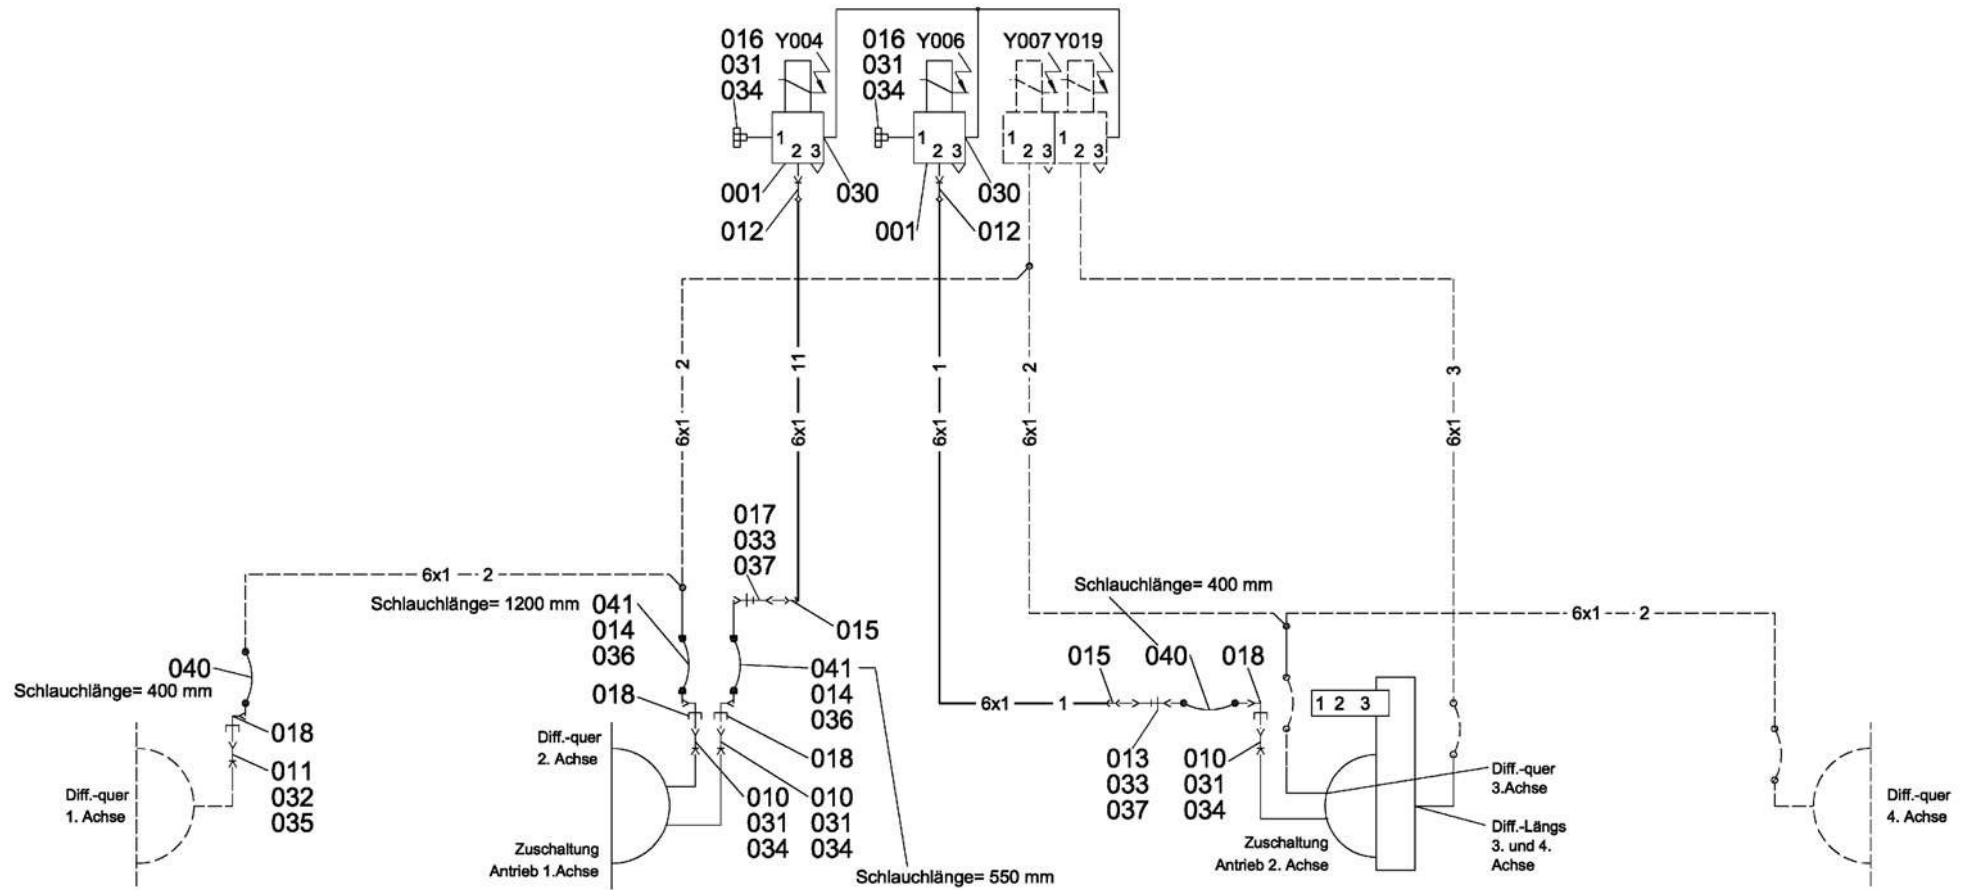 016 Y004
031
034
016 Y006
031
034
Y007 Y019
1
2 3
1
2 3
1
2 3
1
2 3
001
030
012
001
030
012
2
6x1
11
6x1
1
6x1
2
6x1
3
6x1
017
033
037
015
6x1 2
Schlauchlänge= 1200 mm
041
014
036
018
041
014
036
018
040
Schlauchlänge= 400 mm
018
011
032
035
Diff.-quer
1. Achse
Diff.-quer
2. Achse
Zuschaltung
Antrieb 1.Achse
010
031
034
010
031
034
Schlauchlänge= 550 mm
Schlauchlänge= 400 mm
015 040 018
6x1 1
013
033
037
010
031
034
1 2 3
6x1 2
Diff.-quer
3.Achse
Diff.-Längs
3. und 4.
Achse
Zuschaltung
Antrieb 2. Achse
Diff.-quer
4. Achse